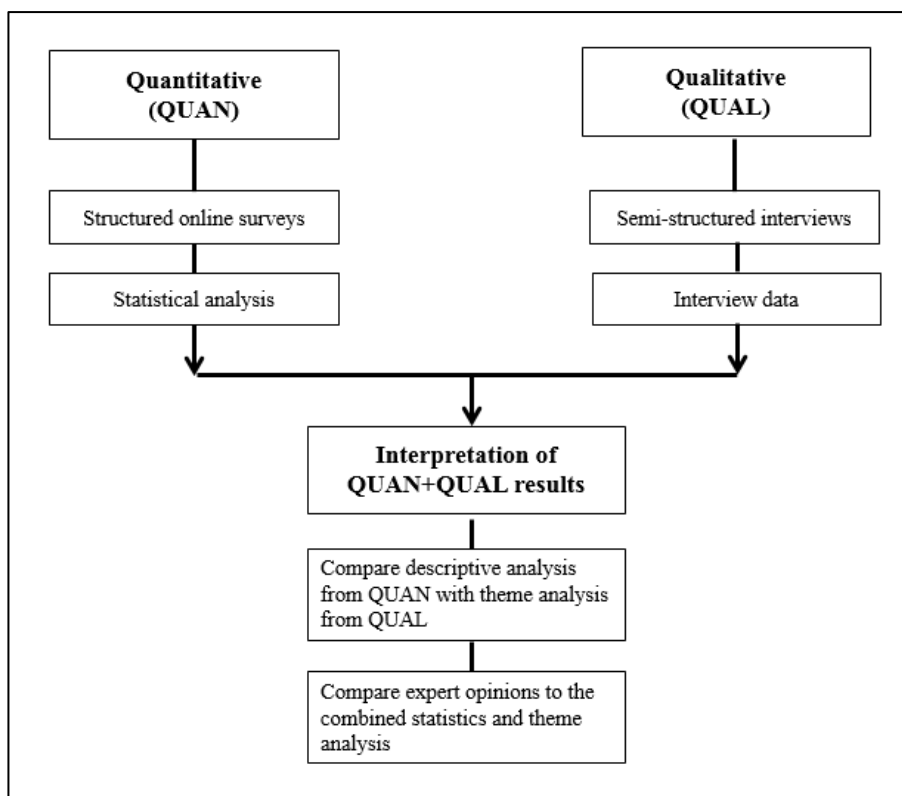 Quantitative
(QUAN)
Structured online surveys
Statistical analysis
Qualitative
(QUAL)
Semi-structured interviews
Interview data
Interpretation of
QUAN+QUAL results
Compare descriptive analysis
from QUAN with theme analysis
from QUAL
Compare expert opinions to the
combined statistics and theme
analysis